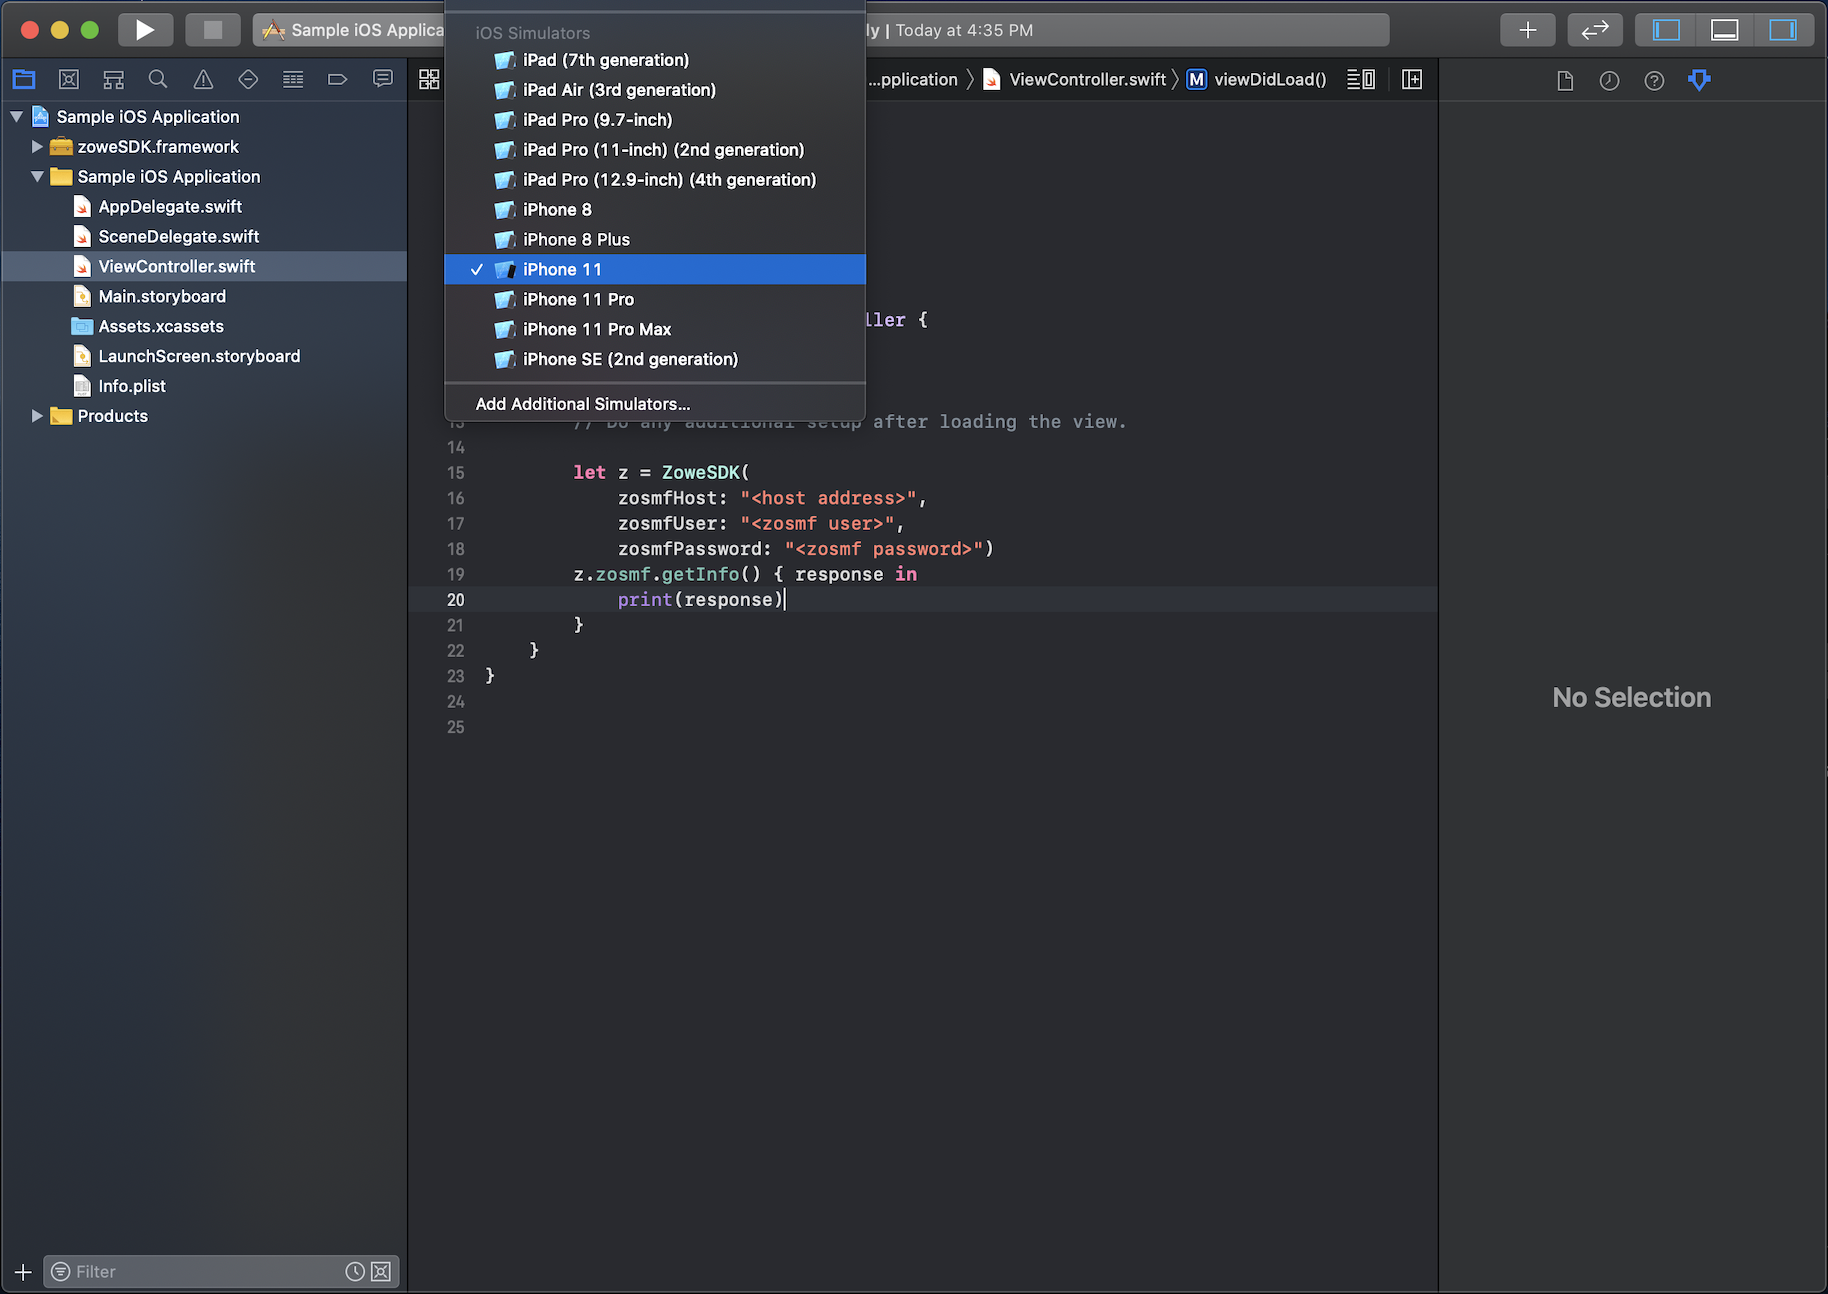 Sample iOS Applica
ly | Today at 4:35 PM
iOS Simulators
iPad (7th generation)
iPad Air (3rd generation)
iPad Pro (9.7-inch)
iPad Pro (11-inch) (2nd generation)
iPad Pro (12.9-inch) (4th generation)
iPhone 8
iPhone 8 Plus
✓ iPhone 11
iPhone 11 Pro
iPhone 11 Pro Max
iPhone SE (2nd generation)
Add Additional Simulators...
...pplication 〉 ViewController.swift 〉 M viewDidLoad()
Sample iOS Application
zoweSDK.framework
Sample iOS Application
AppDelegate.swift
SceneDelegate.swift
ViewController.swift
Main.storyboard
Assets.xcassets
LaunchScreen.storyboard
Info.plist
Products
ller {
13 // Do any additional setup after loading the view.
14
15 let z = ZoweSDK(
16 zosmfHost: "<host address>",
17 zosmfUser: "<zosmf user>",
18 zosmfPassword: "<zosmf password>")
19 z.zosmf.getInfo() { response in
20 print(response)
21 }
22 }
23 }
24
25
No Selection
Filter